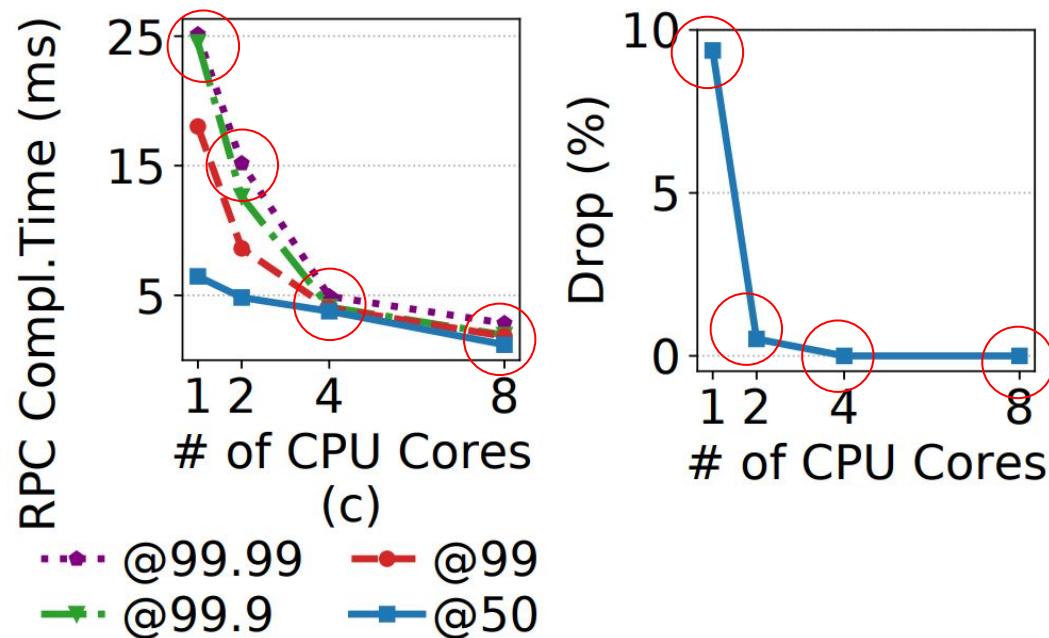 RPC Compl.Time (ms)
25
15
5
1 2 4 8
# of CPU Cores
(c)
Drop (%)
10
5
0
1 2 4 8
# of CPU Cores
@99.99 @99
@99.9 @50